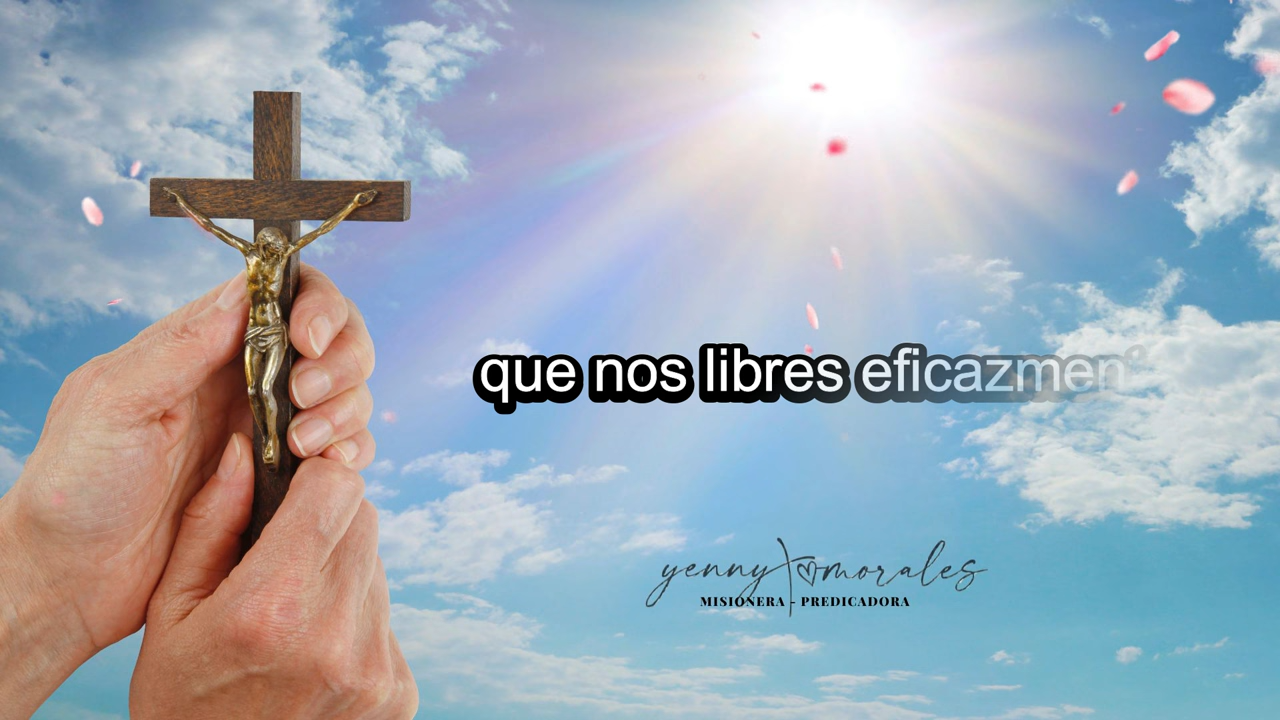 que nos libres eficazmen
yenny morales
MISIONERA - PREDICADORA